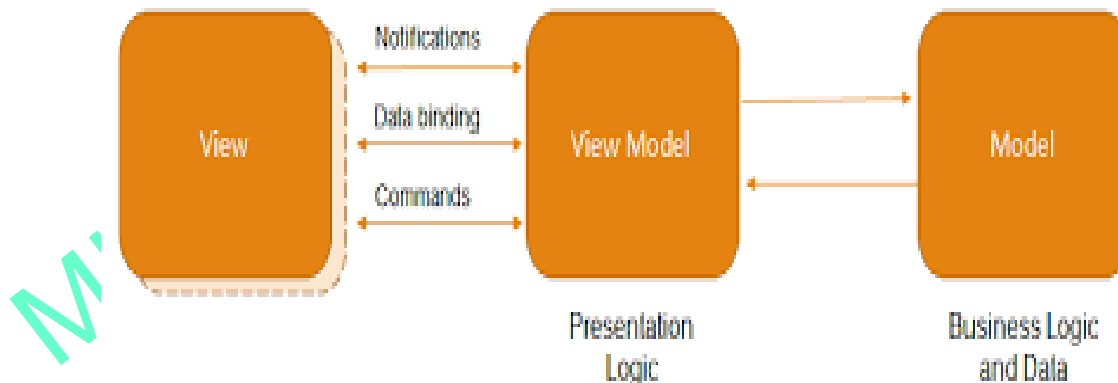 Notifications
Data binding
Commands
View
View Model
Model
Presentation
Logic
Business Logic
and Data
M